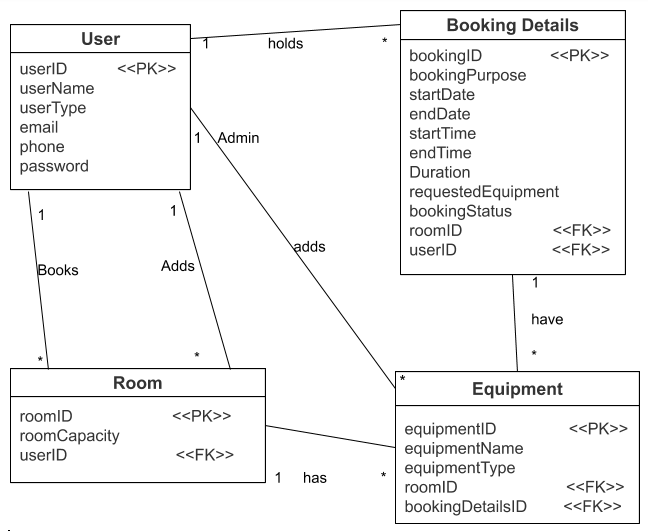 User
userID <<PK>>
userName
userType
email
phone
password
1 holds *
Booking Details
bookingID <<PK>>
bookingPurpose
startDate
endDate
startTime
endTime
Duration
requestedEquipment
bookingStatus
roomID <<FK>>
userID <<FK>>
1 Admin
adds
*
1
Books
*
1
Adds
*
1
have
*
Room
roomID <<PK>>
roomCapacity
userID <<FK>>
1 has *
Equipment
equipmentID <<PK>>
equipmentName
equipmentType
roomID <<FK>>
bookingDetailsID <<FK>>